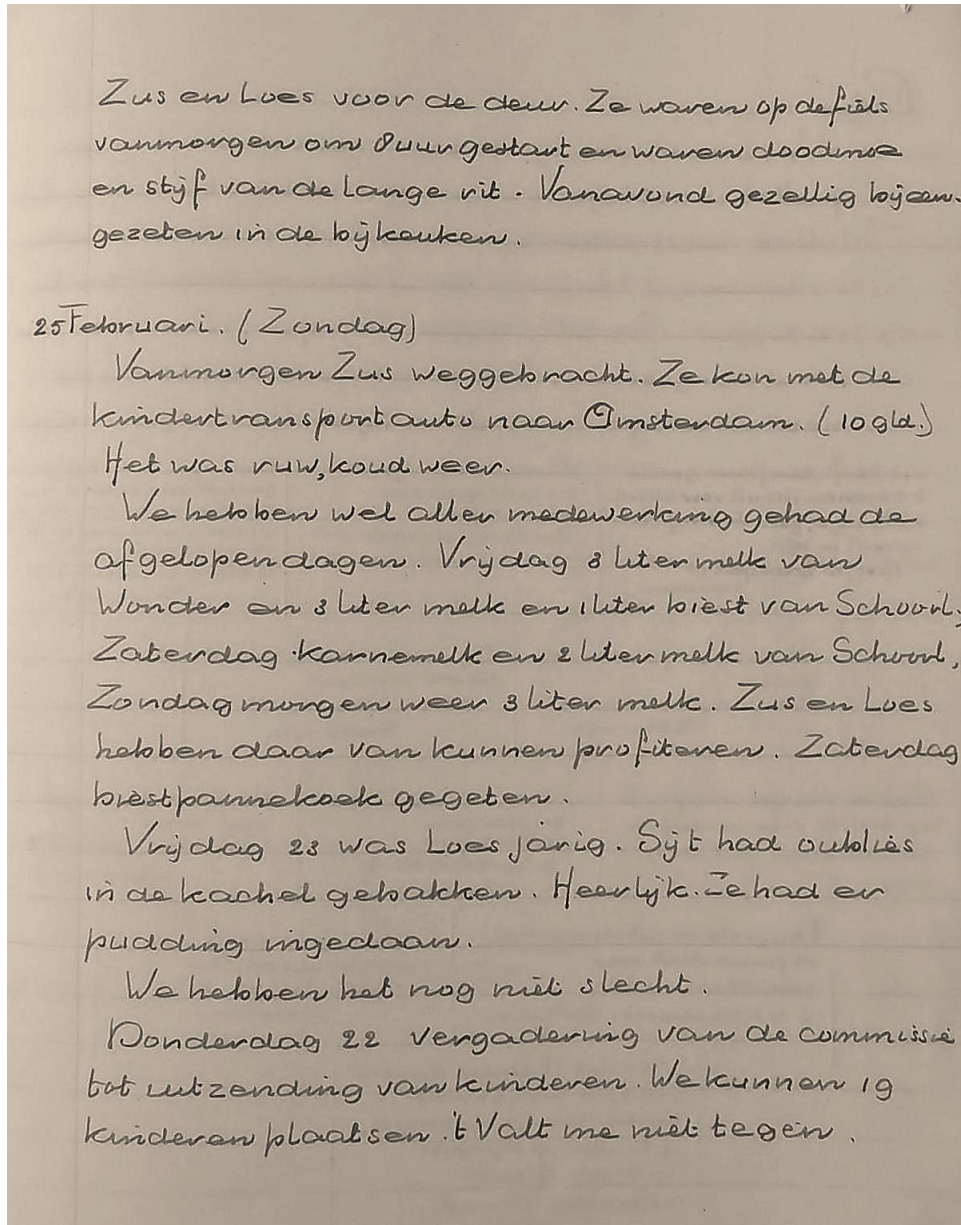 Zus en Loes voor de deur. Ze waren op de fiets
vanmorgen om 8 uur gestart en waren doodmoe
en stijf van de lange rit. Vanavond gezellig bijeen-
gezeten in de bijkeuken.
25 Februari. (Zondag)
Vanmorgen Zus weggebracht. Ze kon met de
kindertransportauto naar Amsterdam. (10 gld.)
Het was ruw, koud weer.
We hebben wel aller medewerking gehad de
afgelopen dagen. Vrijdag 3 liter melk van
Wonder en 3 liter melk en 1 liter biest van Schoorl,
Zaterdag karnemelk en 2 liter melk van Schoorl,
Zondagmorgen weer 3 liter melk. Zus en Loes
hebben daar van kunnen profiteren. Zaterdag
biestpannekoek gegeten.
Vrijdag 23 was Loes jarig. Sijt had oublies
in de kachel gebakken. Heerlijk. Ze had er
pudding ingedaan.
We hebben het nog niet slecht.
Donderdag 22 vergadering van de commissie
tot uitzending van kinderen. We kunnen 19
kinderen plaatsen. 't Valt me niet tegen.